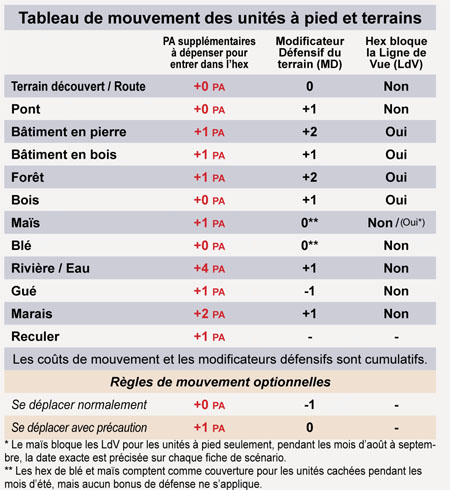 Tableau de mouvement des unités à pied et terrains
PA supplémentaires à dépenser pour entrer dans l’hex | Modificateur Défensif du terrain (MD) | Hex bloque la Ligne de Vue (LdV)
Terrain découvert / Route +0 PA 0 Non
Pont +0 PA +1 Non
Bâtiment en pierre +1 PA +2 Oui
Bâtiment en bois +1 PA +1 Oui
Forêt +1 PA +2 Oui
Bois +0 PA +1 Oui
Maïs +1 PA 0** Non / (Oui*)
Blé +0 PA 0** Non
Rivière / Eau +4 PA +1 Non
Gué +1 PA -1 Non
Marais +2 PA +1 Non
Reculer +1 PA - -
Les coûts de mouvement et les modificateurs défensifs sont cumulatifs.
Règles de mouvement optionnelles
Se déplacer normalement +0 PA -1 -
Se déplacer avec précaution +1 PA 0 -
* Le maïs bloque les LdV pour les unités à pied seulement, pendant les mois d’août à septem-
bre, la date exact est précisée sur chaque fiche de scénario.
** Les hex de blé et maïs comptent comme couverture pour les unités cachées pendant les
mois d’été, mais aucun bonus de défense ne s’applique.